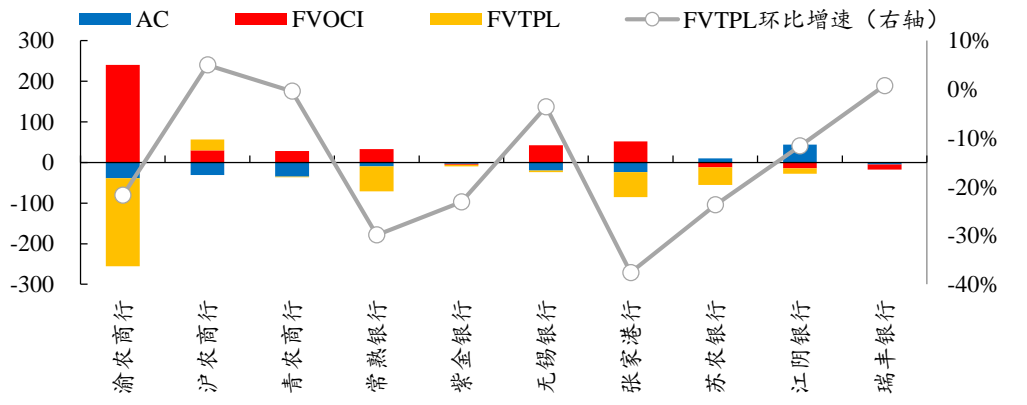 AC FVOCI FVTPL FVTPL环比增速（右轴）
300
200
100
0
-100
-200
-300
10%
0%
-10%
-20%
-30%
-40%
渝农商行
沪农商行
青农商行
常熟银行
紫金银行
无锡银行
张家港行
苏农银行
江阴银行
瑞丰银行